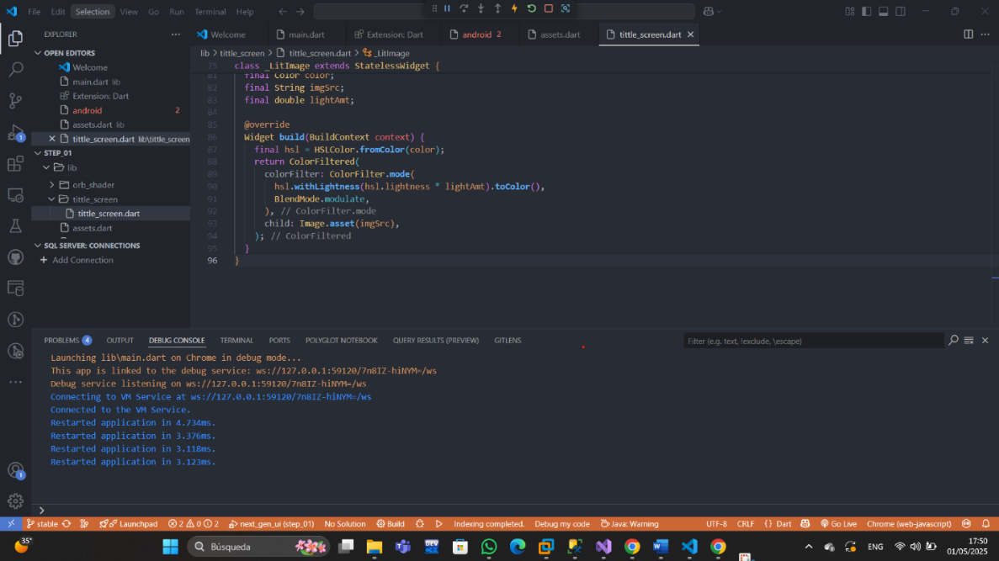 File Edit Selection View Go Run Terminal Help
EXPLORER
Welcome main.dart Extension: Dart android 2 assets.dart tittle_screen.dart
OPEN EDITORS
Welcome
main.dart lib
Extension: Dart
android 2
assets.dart lib
tittle_screen.dart lib\tittle_screen
STEP_01
lib
orb_shader
tittle_screen
tittle_screen.dart
assets.dart
SQL SERVER: CONNECTIONS
Add Connection
lib > tittle_screen > tittle_screen.dart > _LitImage
75 class _LitImage extends StatelessWidget {
81 final Color color;
82 final String imgSrc;
83 final double lightAmt;
84
85 @override
86 Widget build(BuildContext context) {
87 final hsl = HSLColor.fromColor(color);
88 return ColorFiltered(
89 colorFilter: ColorFilter.mode(
90 hsl.withLightness(hsl.lightness * lightAmt).toColor(),
91 BlendMode.modulate,
92 ), // ColorFilter.mode
93 child: Image.asset(imgSrc),
94 ); // ColorFiltered
95 }
96 }
PROBLEMS 4 OUTPUT DEBUG CONSOLE TERMINAL PORTS POLYGLOT NOTEBOOK QUERY RESULTS (PREVIEW) GITLENS
Filter (e.g. text, !exclude, \escape)
Launching lib\main.dart on Chrome in debug mode...
This app is linked to the debug service: ws://127.0.0.1:59120/7n8IZ-hiNYM=/ws
Debug service listening on ws://127.0.0.1:59120/7n8IZ-hiNYM=/ws
Connecting to VM Service at ws://127.0.0.1:59120/7n8IZ-hiNYM=/ws
Connected to the VM Service.
Restarted application in 4.734ms.
Restarted application in 3.376ms.
Restarted application in 3.118ms.
Restarted application in 3.123ms.
1
1
stable Launchpad 2 0 2 next_gen_ui (step_01) No Solution Build Indexing completed. Debug my code Java: Warning UTF-8 CRLF {} Dart Go Live Chrome (web-javascript)
35° Búsqueda DEV ENG 17:50
01/05/2025